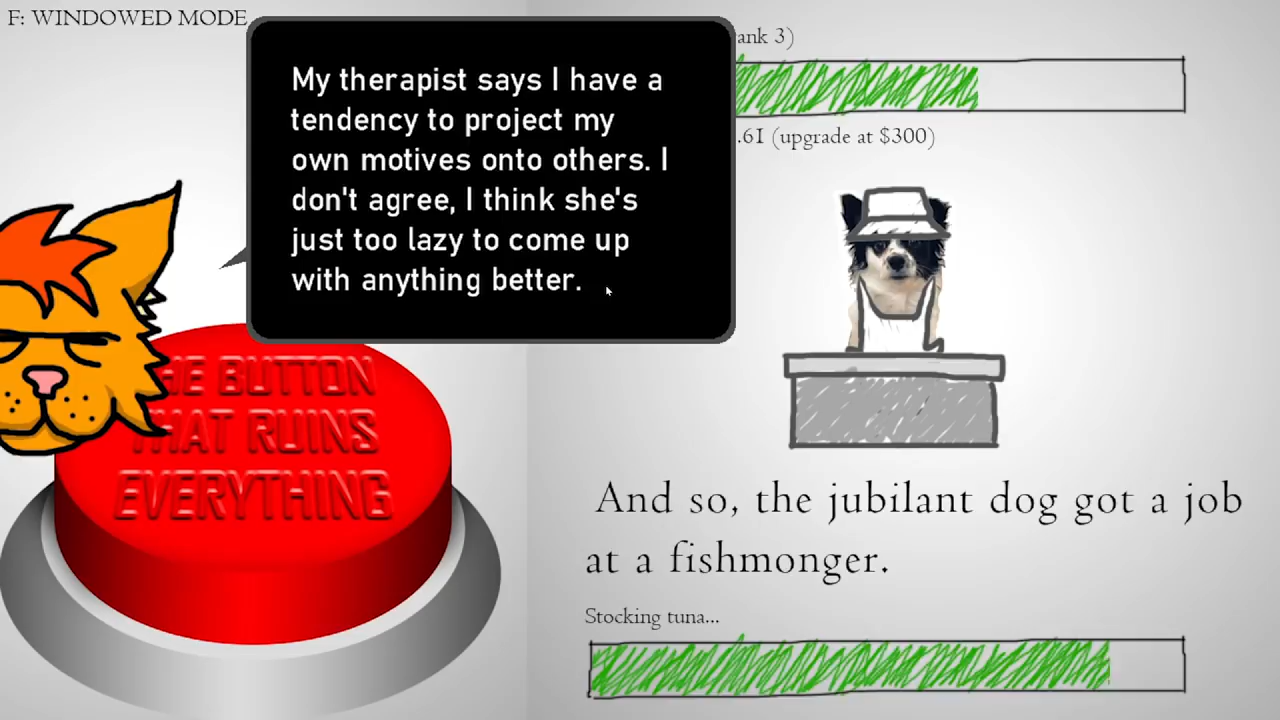 F: WINDOWED MODE
My therapist says I have a
tendency to project my
own motives onto others. I
don't agree, I think she's
just too lazy to come up
with anything better.
ank 3)
.61 (upgrade at $300)
HE BUTTON
THAT RUINS
EVERYTHING
And so, the jubilant dog got a job
at a fishmonger.
Stocking tuna...